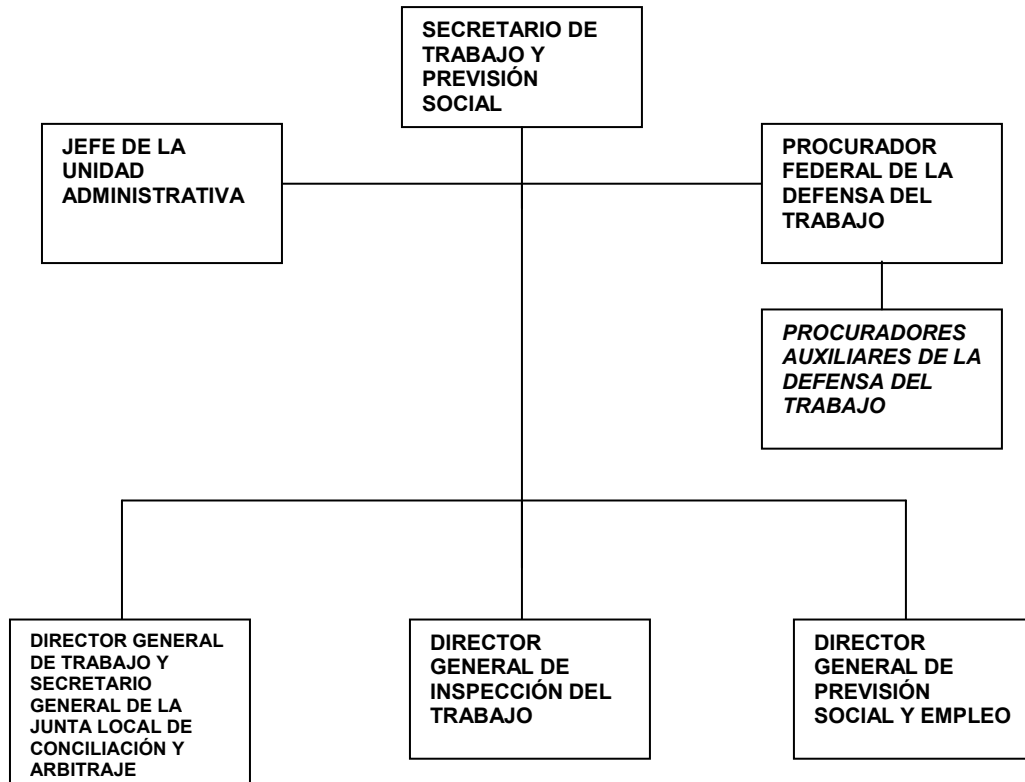 SECRETARIO DE
TRABAJO Y
PREVISIÓN
SOCIAL
JEFE DE LA
UNIDAD
ADMINISTRATIVA
PROCURADOR
FEDERAL DE LA
DEFENSA DEL
TRABAJO
PROCURADORES
AUXILIARES DE LA
DEFENSA DEL
TRABAJO
DIRECTOR GENERAL
DE TRABAJO Y
SECRETARIO
GENERAL DE LA
JUNTA LOCAL DE
CONCILIACIÓN Y
ARBITRAJE
DIRECTOR
GENERAL DE
INSPECCIÓN DEL
TRABAJO
DIRECTOR
GENERAL DE
PREVISIÓN
SOCIAL Y EMPLEO